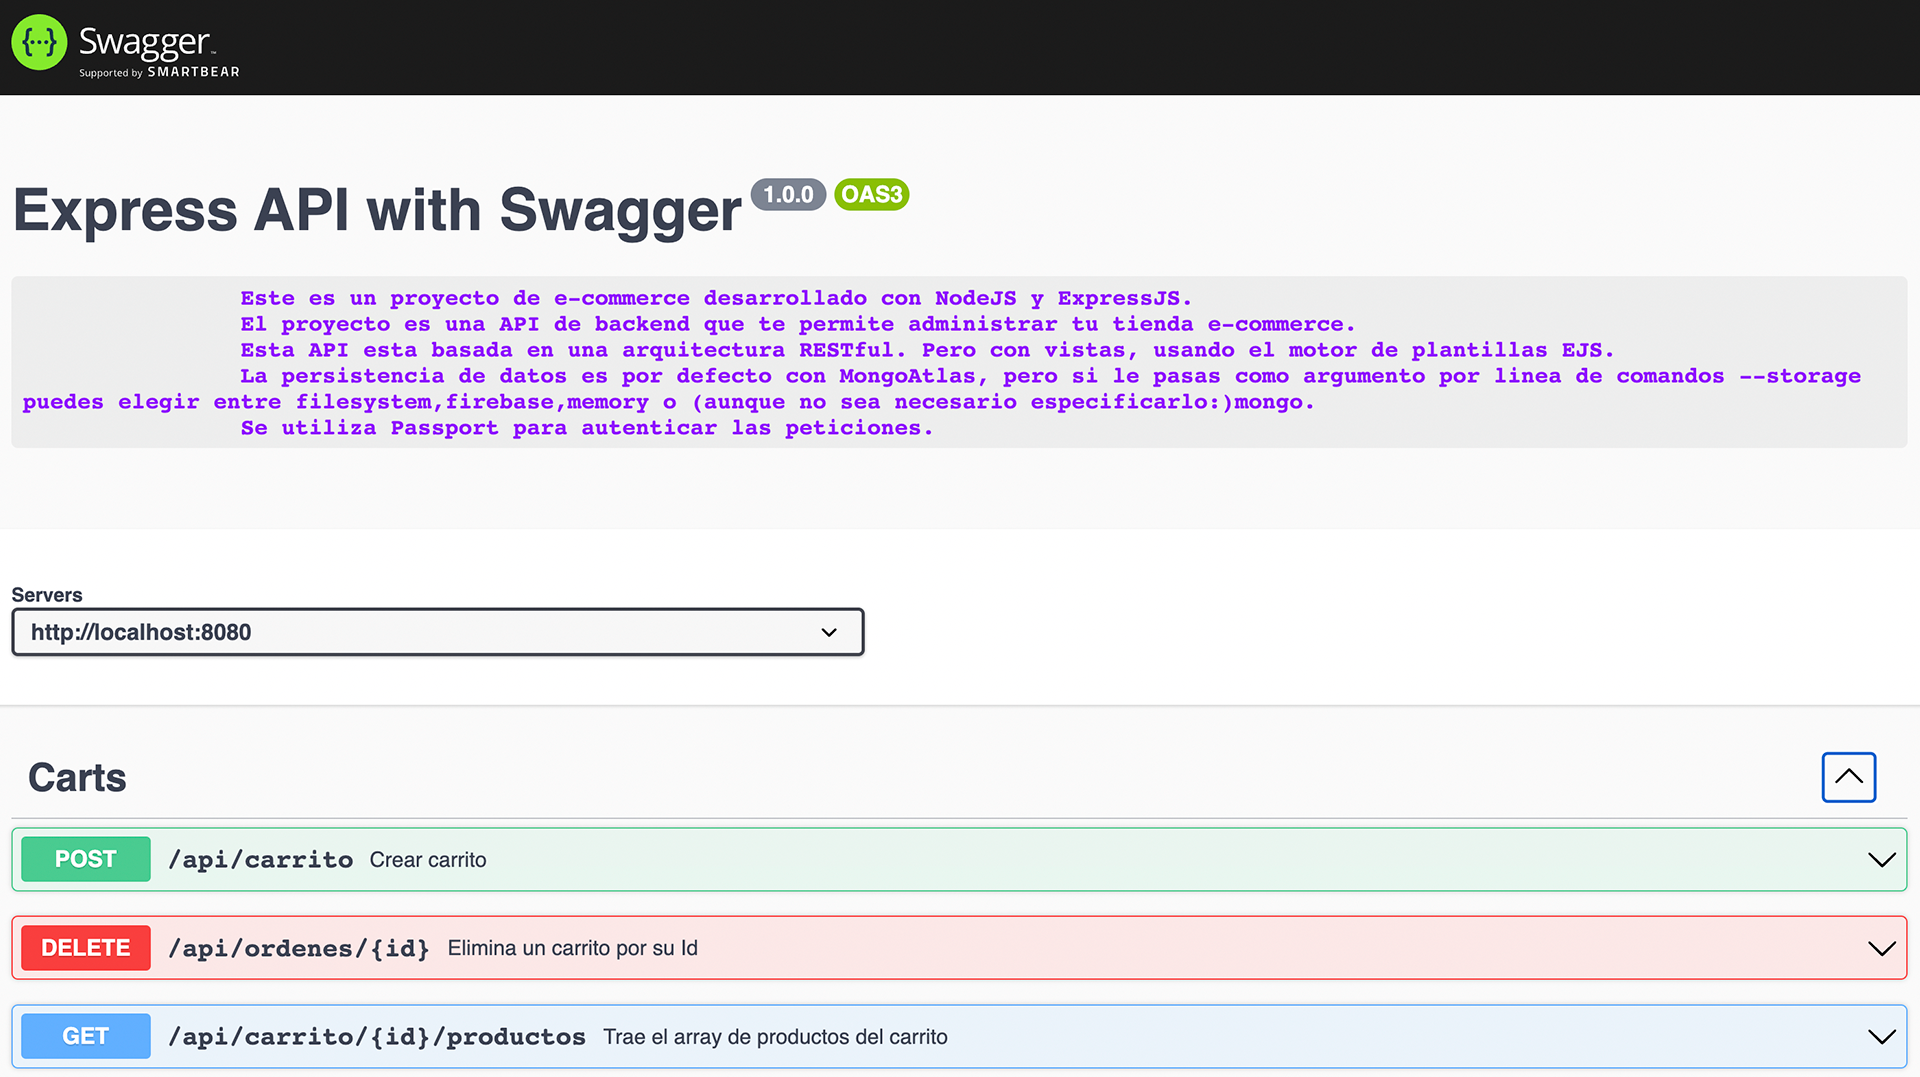 {···} Swagger™
Supported by SMARTBEAR
Express API with Swagger 1.0.0 OAS3
Este es un proyecto de e-commerce desarrollado con NodeJS y ExpressJS.
El proyecto es una API de backend que te permite administrar tu tienda e-commerce.
Esta API esta basada en una arquitectura RESTful. Pero con vistas, usando el motor de plantillas EJS.
La persistencia de datos es por defecto con MongoAtlas, pero si le pasas como argumento por linea de comandos --storage
puedes elegir entre filesystem,firebase,memory o (aunque no sea necesario especificarlo:)mongo.
Se utiliza Passport para autenticar las peticiones.
Servers
http://localhost:8080
Carts
POST /api/carrito Crear carrito
DELETE /api/ordenes/{id} Elimina un carrito por su Id
GET /api/carrito/{id}/productos Trae el array de productos del carrito